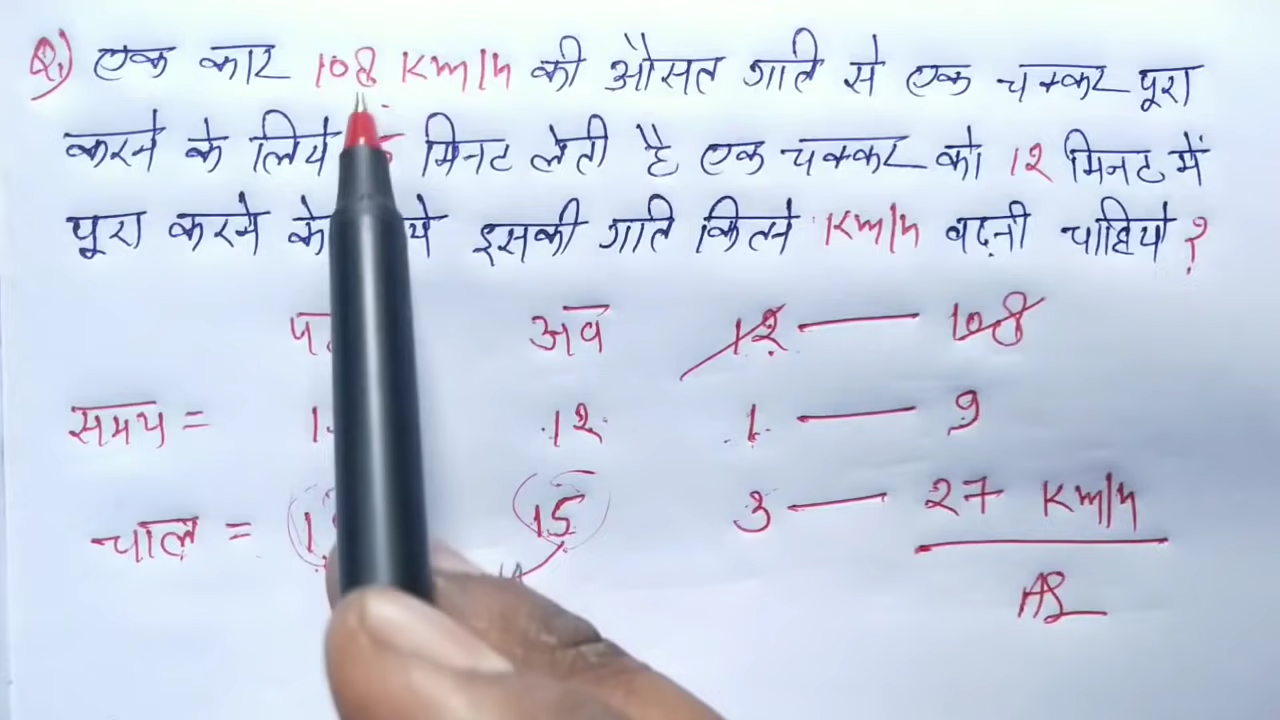 Q.) एक कार 108 Km/h की औसत गति से एक चक्कर पूरा
करने के लिये मिनट लेती है एक चक्कर को 12 मिनट में
पूरा करने के इसकी गति कितने Km/h बढ़नी चाहिये ?
अब 12 — 108
समय = 12 1 — 9
चाल = 15 3 — 27 Km/h